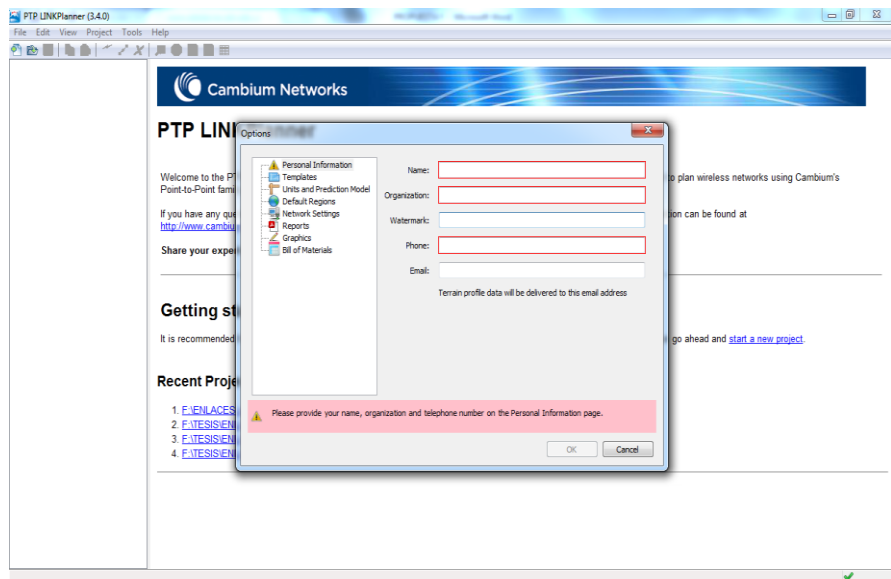 PTP LINKPlanner (3.4.0)
File Edit View Project Tools Help
Cambium Networks
PTP LIN
Options
Welcome to the P
to plan wireless networks using Cambium's
Point-to-Point fami
If you have any que
ion can be found at
http://www.cambiu
Share your exper
Personal Information
Templates
Units and Prediction Model
Default Regions
Network Settings
Reports
Graphics
Bill of Materials
Name:
Organization:
Watermark:
Phone:
Email:
Terrain profile data will be delivered to this email address
Getting st
It is recommended
go ahead and start a new project.
Recent Proje
1. F:\ENLACES
2. F:\TESIS\EN
3. F:\TESIS\EN
4. F:\TESIS\EN
Please provide your name, organization and telephone number on the Personal Information page.
OK Cancel